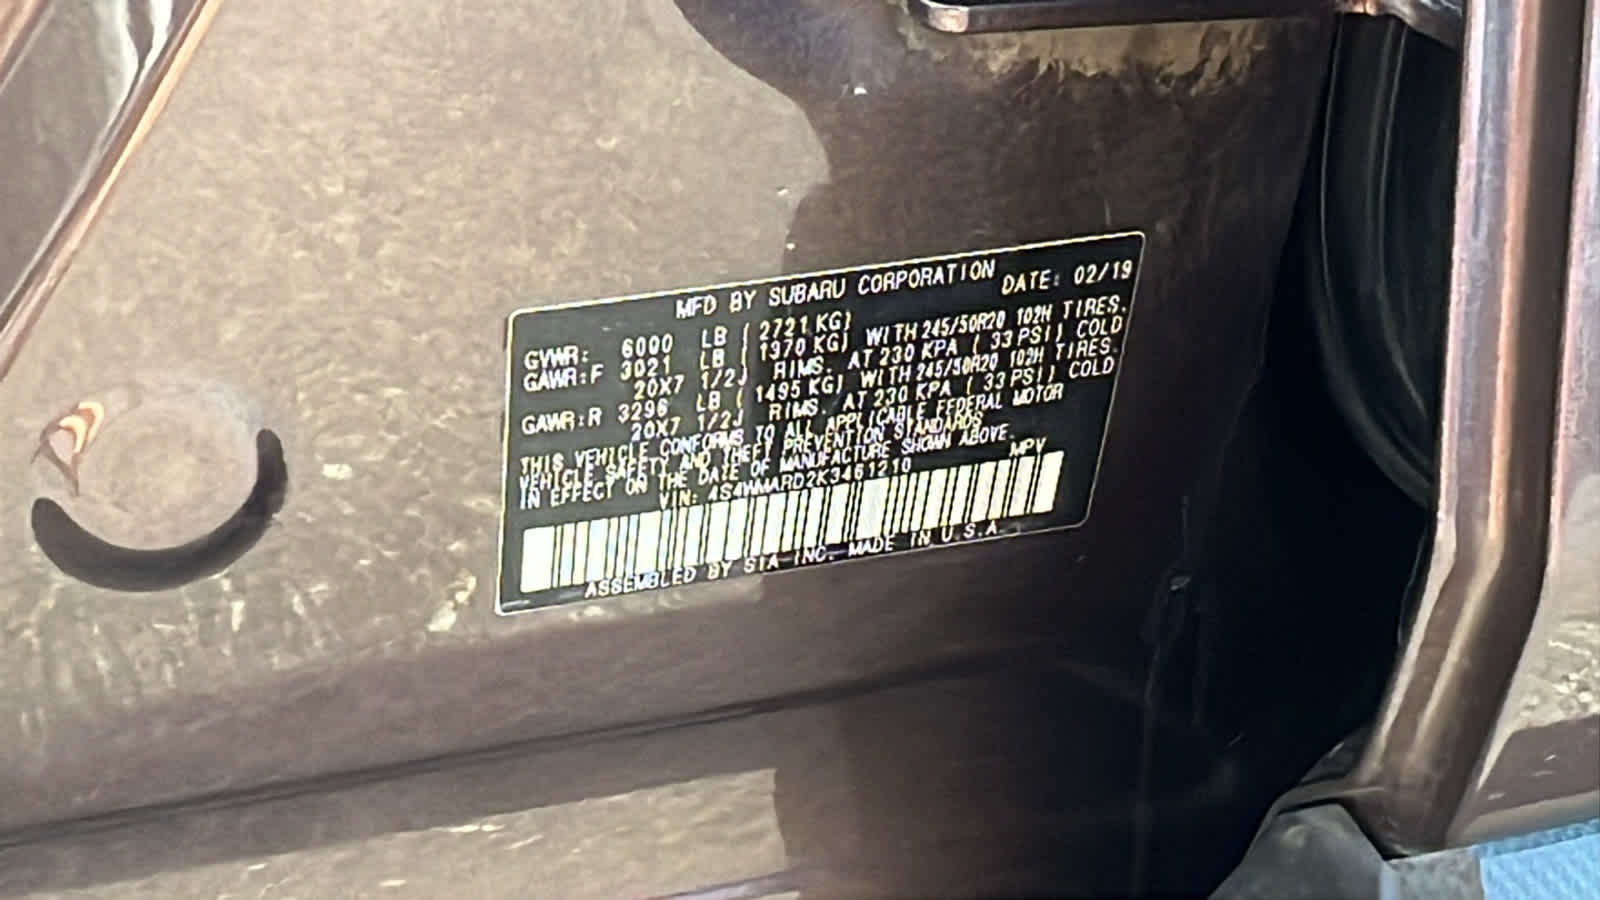 MFD BY SUBARU CORPORATION DATE: 02/19
GVWR: 6000 LB ( 2721 KG)
GAWR:F 3021 LB ( 1370 KG) WITH 245/50R20 102H TIRES.
20X7 1/2J RIMS. AT 230 KPA ( 33 PSI) COLD
GAWR:R 3296 LB ( 1495 KG) WITH 245/50R20 102H TIRES.
20X7 1/2J RIMS. AT 230 KPA ( 33 PSI) COLD
THIS VEHICLE CONFORMS TO ALL APPLICABLE FEDERAL MOTOR
VEHICLE SAFETY AND THEFT PREVENTION STANDARDS
IN EFFECT ON THE DATE OF MANUFACTURE SHOWN ABOVE.
VIN: 4S4WMARD2K3461210 MPV
ASSEMBLED BY SIA INC. MADE IN U.S.A.